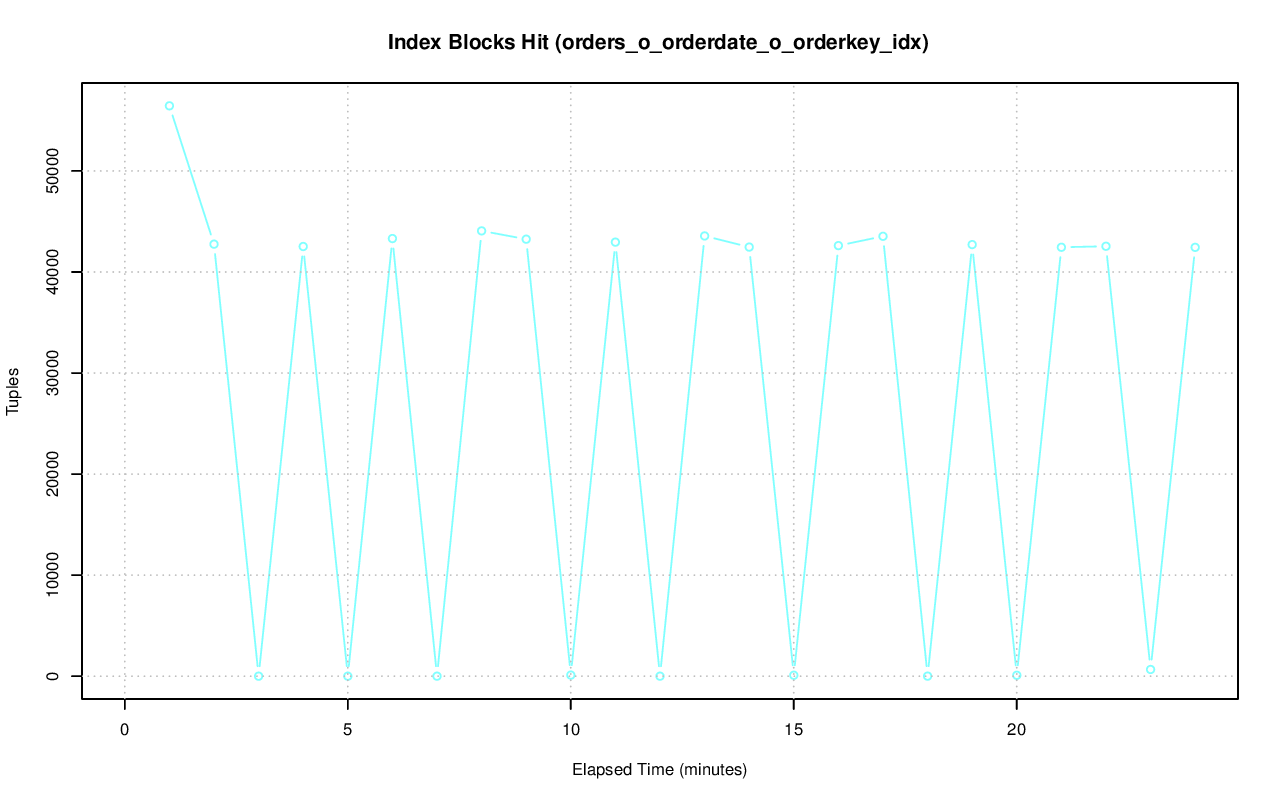 Index Blocks Hit (orders_o_orderdate_o_orderkey_idx)
Tuples
50000
40000
30000
20000
10000
0
0 5 10 15 20
Elapsed Time (minutes)